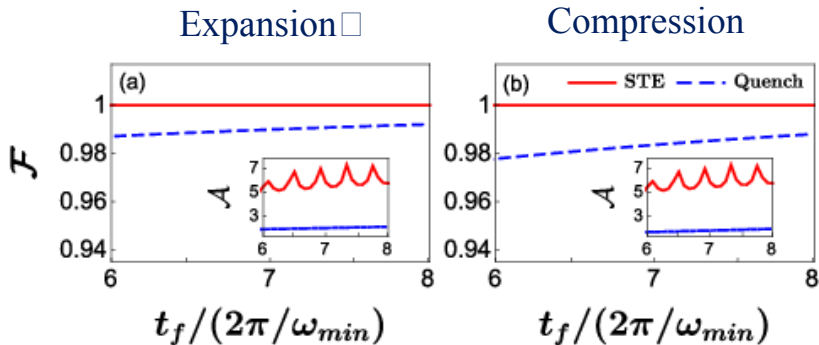 Expansion□ Compression
(a) (b) STE Quench
1 1
0.98 0.98
0.96 0.96
0.94 0.94
ℱ
𝒜 7 5 3 𝒜 7 5 3
6 7 8 6 7 8
6 7 8 6 7 8
t_f/(2π/ω_min) t_f/(2π/ω_min)